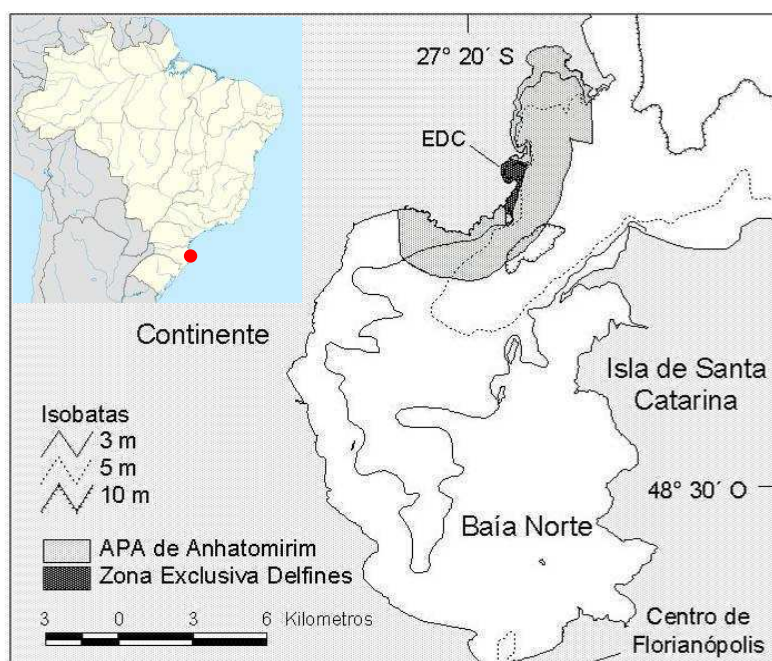 27° 20´ S
EDC
Continente
Isla de Santa
Catarina
Isobatas
3 m
5 m
10 m
48° 30´ O
Baía Norte
APA de Anhatomirim
Zona Exclusiva Delfines
3 0 3 6 Kilometros
Centro de
Florianópolis